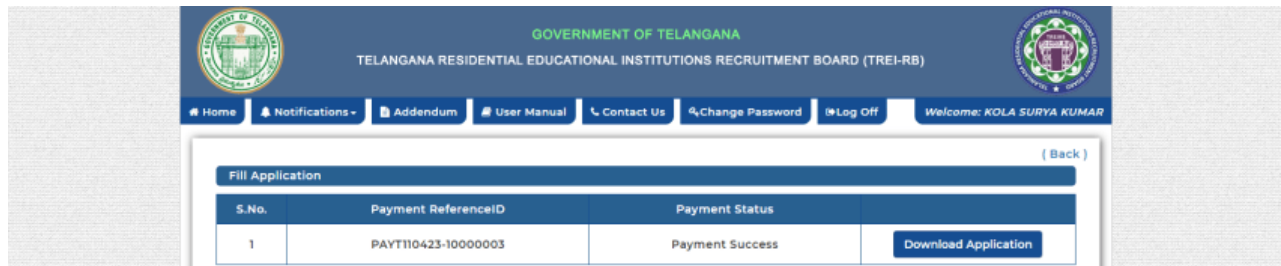 GOVERNMENT OF TELANGANA
TELANGANA RESIDENTIAL EDUCATIONAL INSTITUTIONS RECRUITMENT BOARD (TREI-RB)
Home Notifications Addendum User Manual Contact Us Change Password Log Off Welcome: KOLA SURYA KUMAR
( Back )
Fill Application
S.No. Payment ReferenceID Payment Status
1 PAYT110423-10000003 Payment Success Download Application